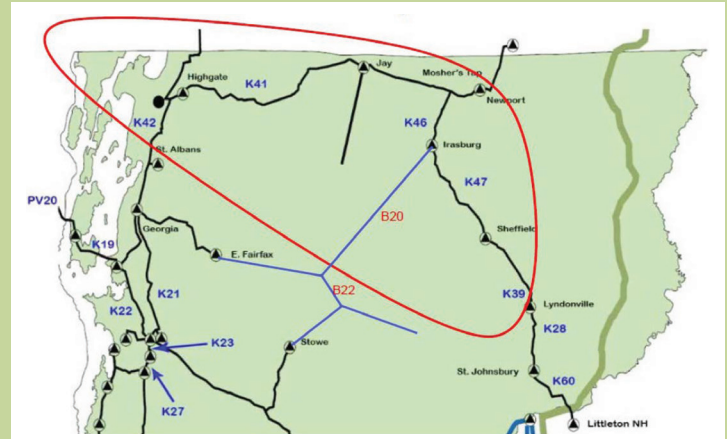 Jay
Mosher's Tap
Highgate
K41
Newport
K42
K46
Irasburg
St. Albans
K47
PV20
B20
Georgia
Sheffield
K19
E. Fairfax
B22
K39
Lyndonville
K22
K21
K28
K23
Stowe
St. Johnsbury
K60
K27
Littleton NH